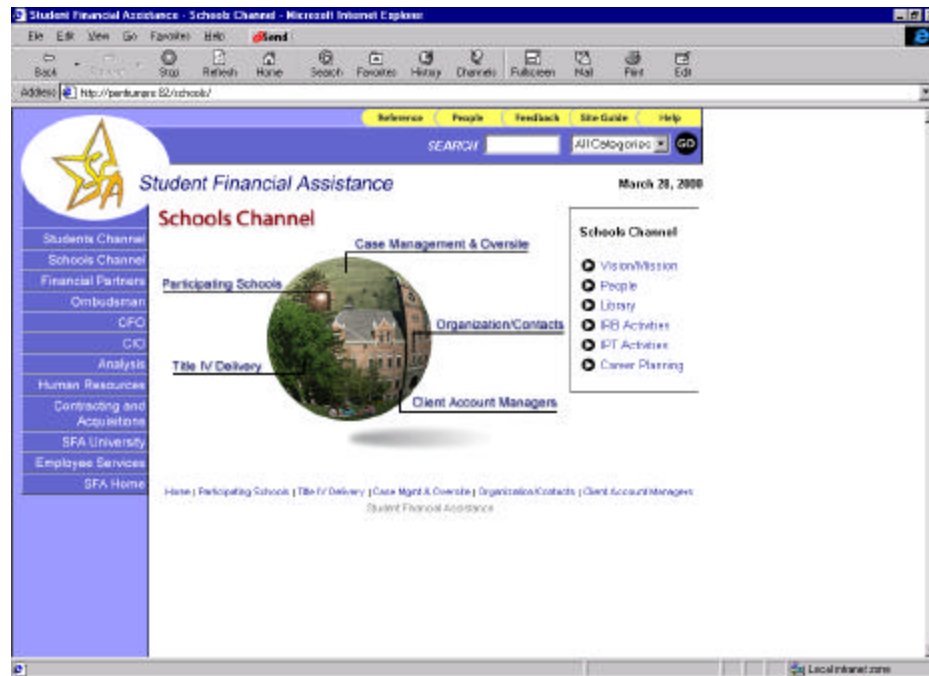 Student Financial Assistance - Schools Channel - Microsoft Internet Explorer
File Edit View Go Favorites Help Send
Back Stop Refresh Home Search Favorites History Channels Fullscreen Mail Print Edit
Address /schools/
Reference People Feedback Site Guide Help
SEARCH All Categories GO
SFA
Student Financial Assistance March 28, 2000
Schools Channel
Students Channel
Schools Channel
Financial Partners
Ombudsman
CFO
CIO
Analysis
Human Resources
Contracting and
Acquisitions
SFA University
Employee Services
SFA Home
Case Management & Oversite
Participating Schools
Organization/Contacts
Title IV Delivery
Client Account Managers
Schools Channel
Vision/Mission
People
Library
IRB Activities
IPT Activities
Career Planning
Home | Participating Schools | Title IV Delivery | Case Mgmt & Oversite | Organization/Contacts | Client Account Managers
Student Financial Assistance
Local intranet zone